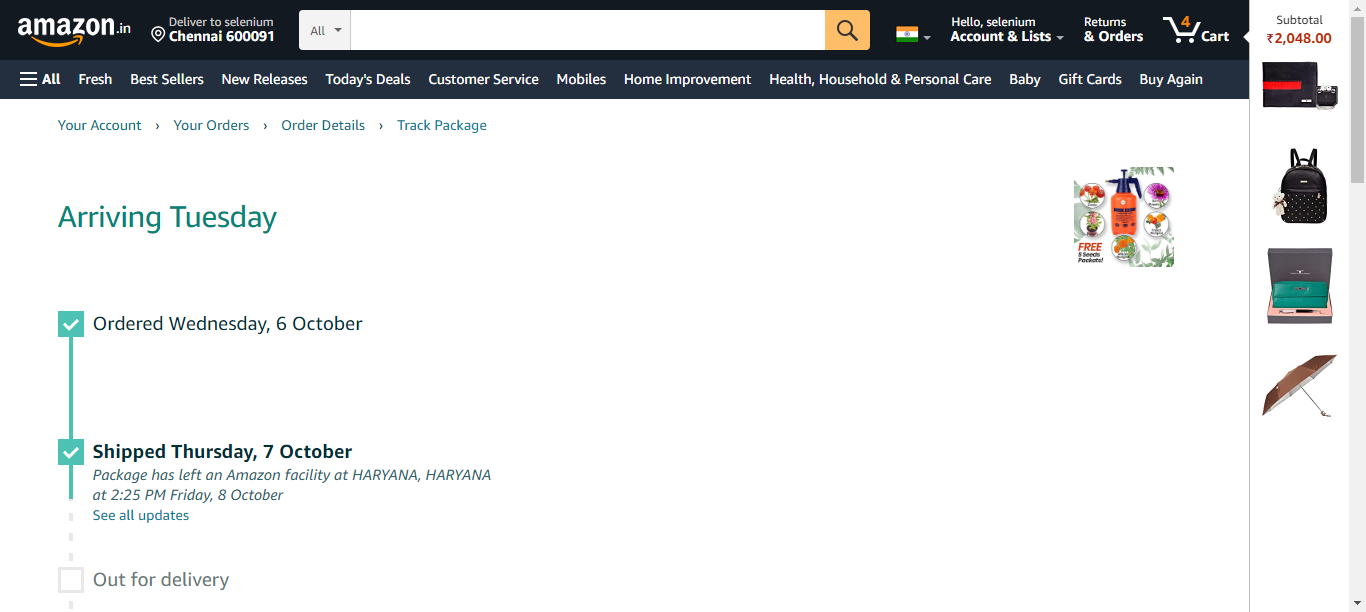 amazon.in
Deliver to selenium
Chennai 600091
All
Hello, selenium
Account & Lists
Returns
& Orders
4
Cart
Subtotal
₹2,048.00
All
Fresh
Best Sellers
New Releases
Today's Deals
Customer Service
Mobiles
Home Improvement
Health, Household & Personal Care
Baby
Gift Cards
Buy Again
Your Account › Your Orders › Order Details › Track Package
Arriving Tuesday
FREE
5 Seeds
Packets!
Ordered Wednesday, 6 October
Shipped Thursday, 7 October
Package has left an Amazon facility at HARYANA, HARYANA
at 2:25 PM Friday, 8 October
See all updates
Out for delivery